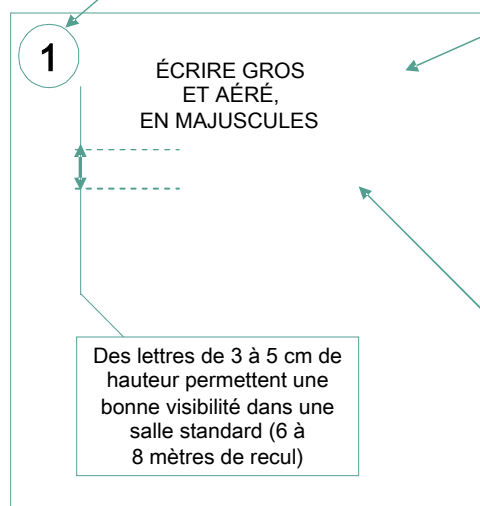 1
ÉCRIRE GROS
ET AÉRÉ,
EN MAJUSCULES
Des lettres de 3 à 5 cm de
hauteur permettent une
bonne visibilité dans une
salle standard (6 à
8 mètres de recul)